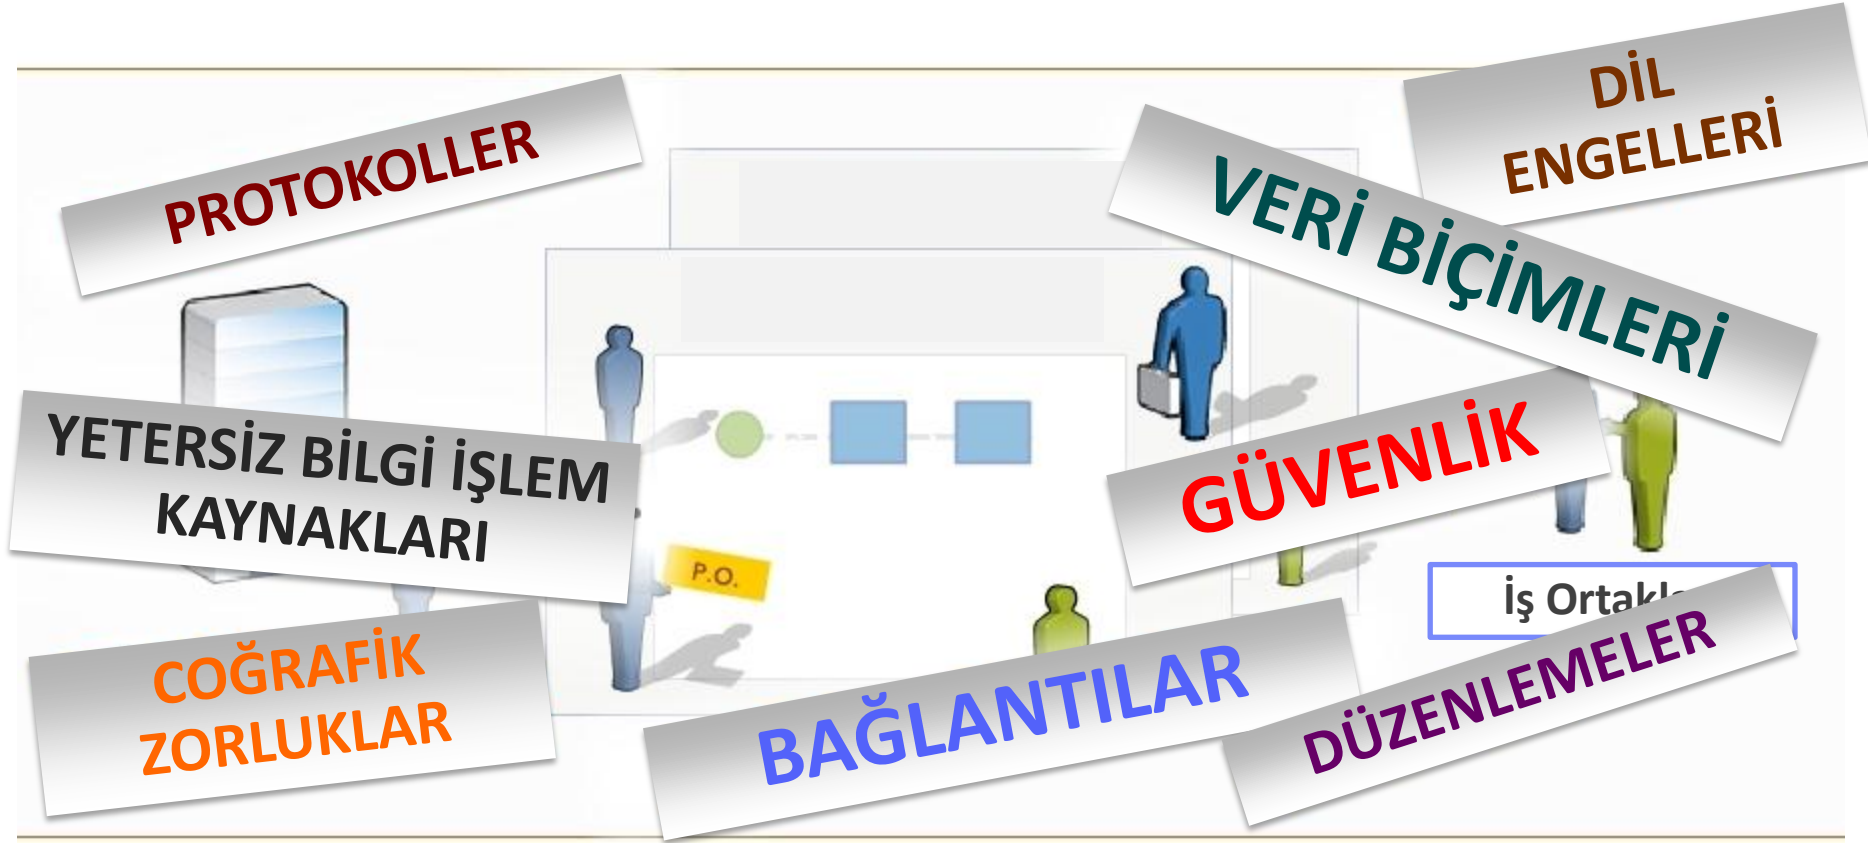 DİL
ENGELLERİ
PROTOKOLLER
VERİ BİÇİMLERİ
YETERSİZ BİLGİ İŞLEM
KAYNAKLARI
GÜVENLİK
P.O.
İş
COĞRAFİK
ZORLUKLAR
BAĞLANTILAR
DÜZENLEMELER